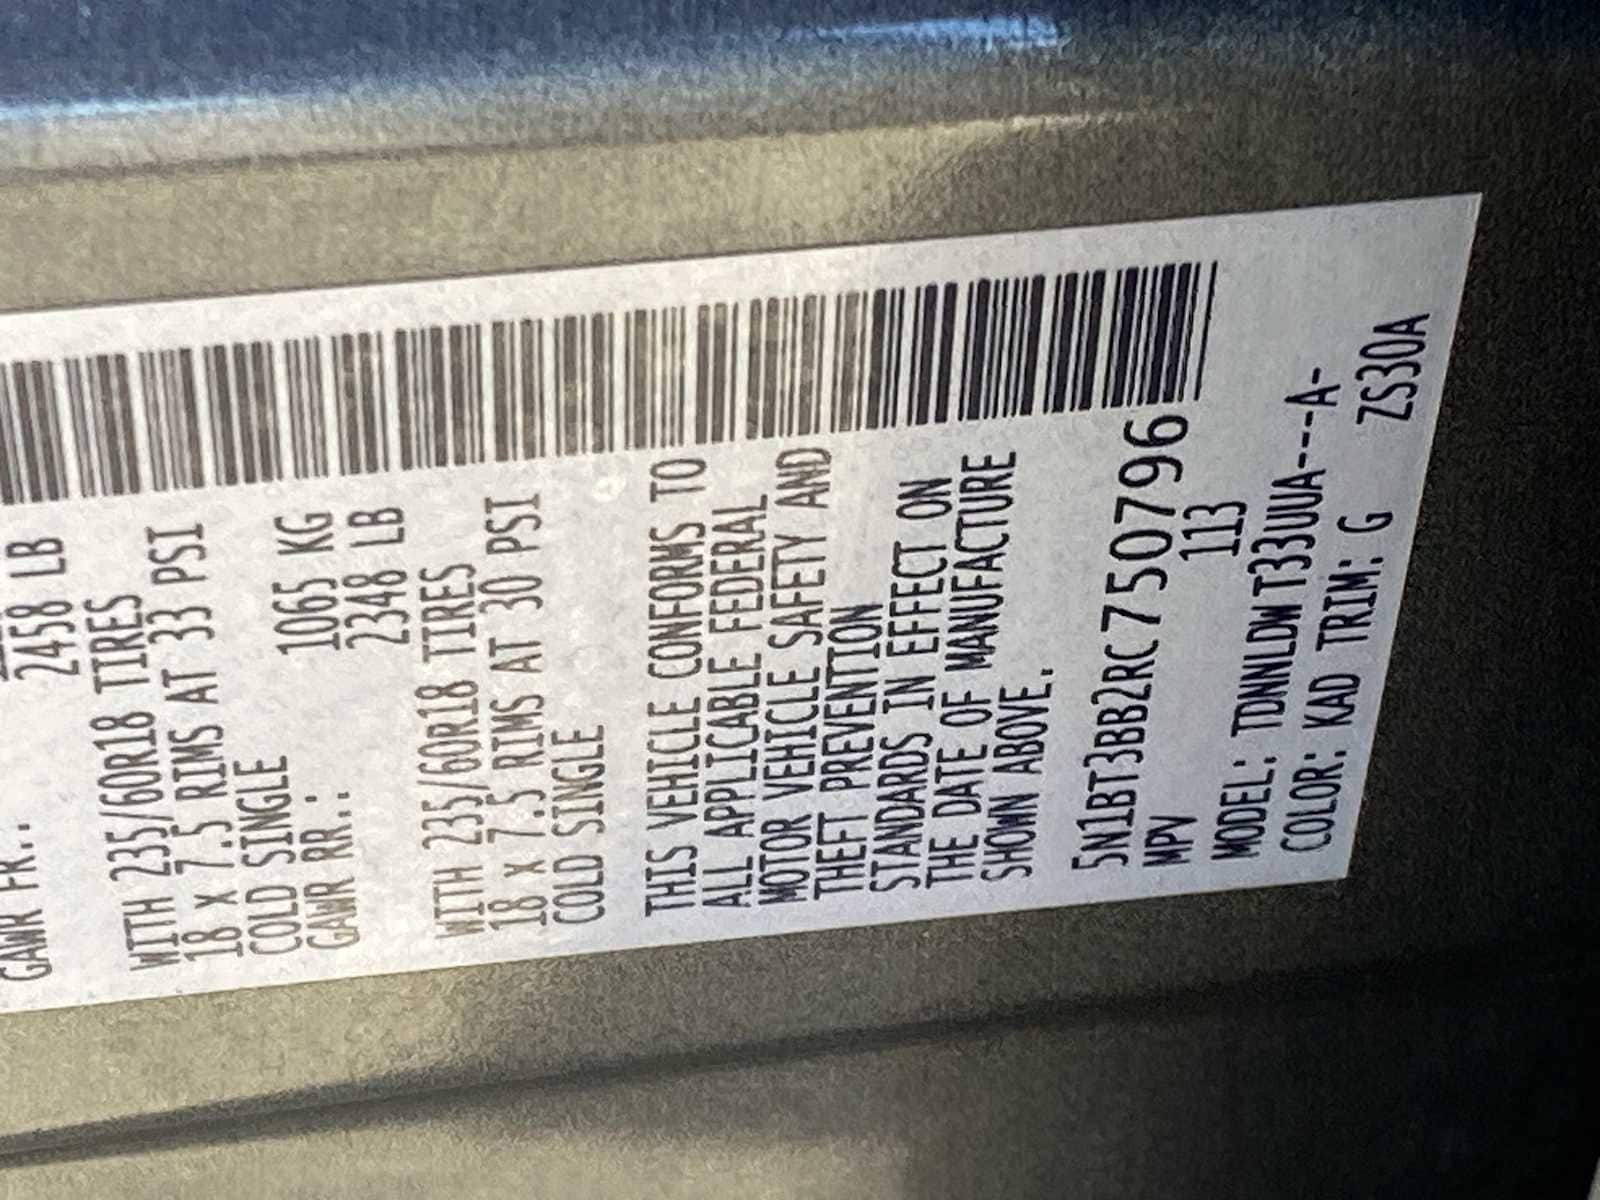 GAWR FR.:
2458 LB
WITH 235/60R18 TIRES
18 X 7.5 RIMS AT 33 PSI
COLD SINGLE
GAWR RR.: 1065 KG
2348 LB
WITH 235/60R18 TIRES
18 X 7.5 RIMS AT 30 PSI
COLD SINGLE
THIS VEHICLE CONFORMS TO
ALL APPLICABLE FEDERAL
MOTOR VEHICLE SAFETY AND
THEFT PREVENTION
STANDARDS IN EFFECT ON
THE DATE OF MANUFACTURE
SHOWN ABOVE.
5N1BT3BB2RC750796
MPV 113
MODEL: TDNNLDWT33UUA---A-
COLOR: KAD TRIM: G ZS30A